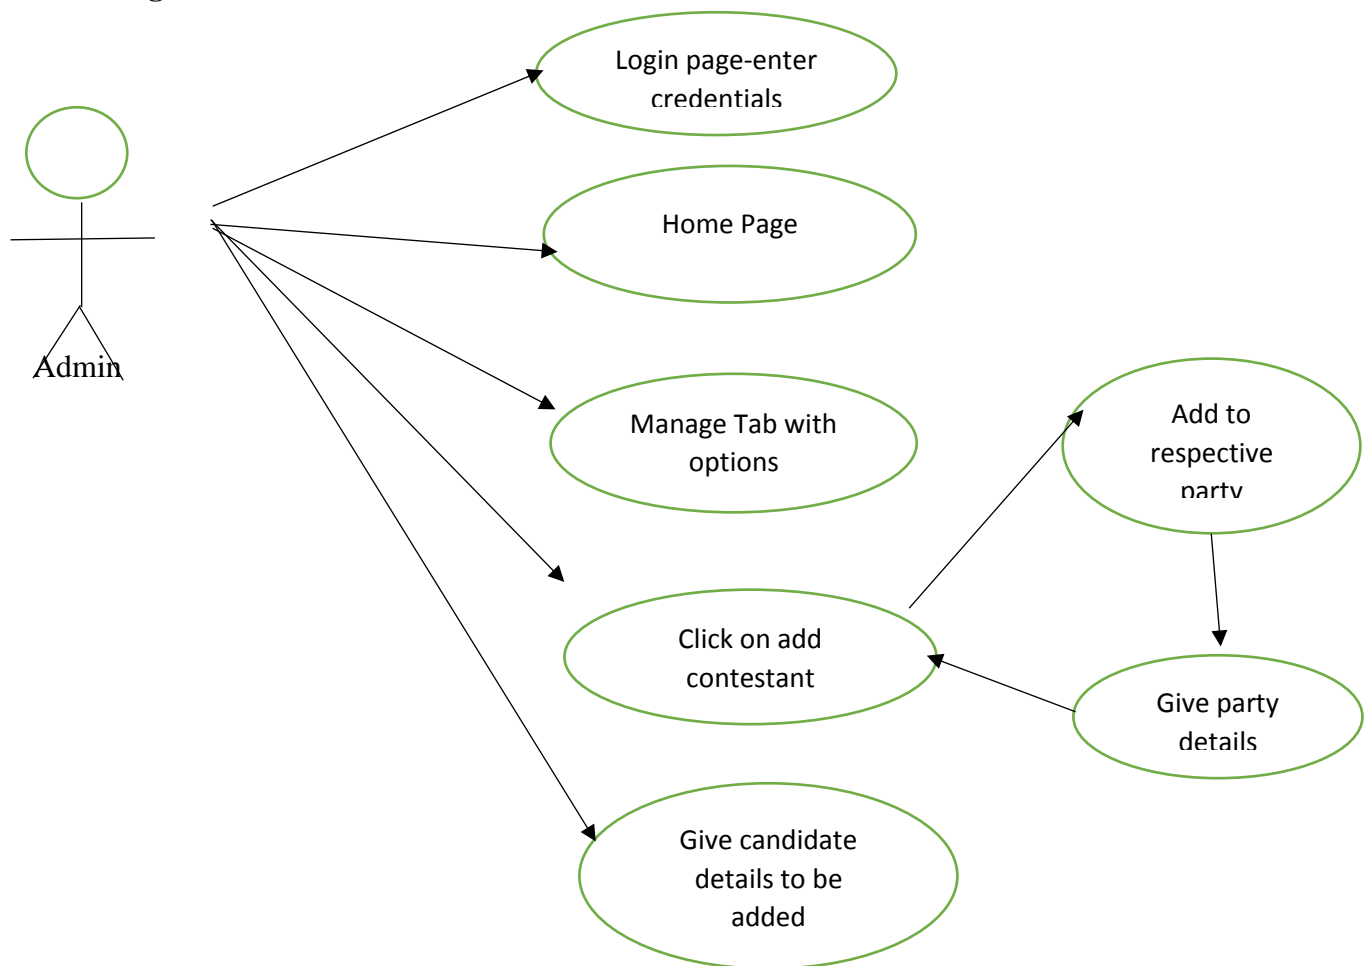 Login page-enter
credentials
Home Page
Admin
Manage Tab with
options
Add to
respective
party
Click on add
contestant
Give party
details
Give candidate
details to be
added